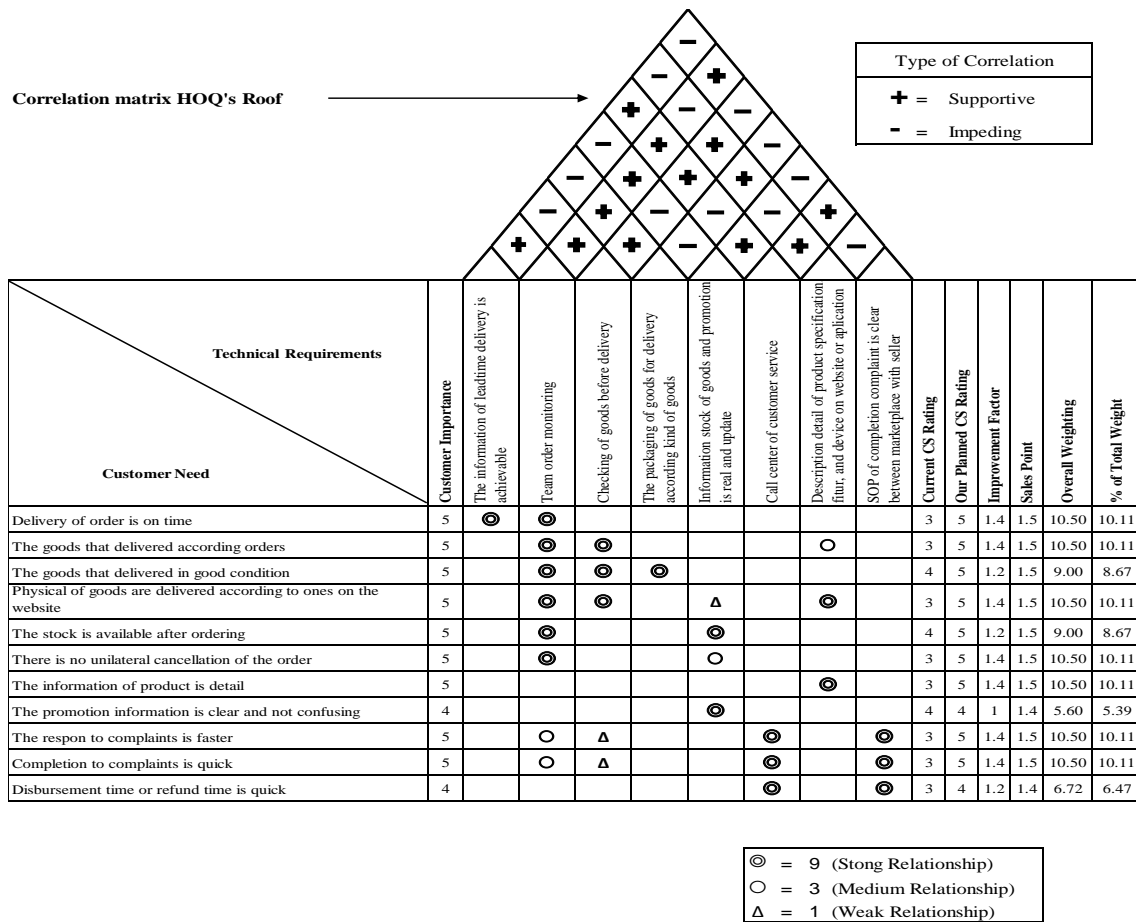 Correlation matrix HOQ's Roof
Type of Correlation
+ = Supportive
- = Impeding
-
- +
+ - -
- + + -
- + + + -
- + - - - +
+ + + - + + -
Technical Requirements
Customer Need
Customer Importance
The information of leadtime delivery is
achievable
Team order monitoring
Checking of goods before delivery
The packaging of goods for delivery
according kind of goods
Information stock of goods and promotion
is real and update
Call center of customer service
Description detail of product specification
fitur, and device on website or aplication
SOP of completion complaint is clear
between marketplace with seller
Current CS Rating
Our Planned CS Rating
Improvement Factor
Sales Point
Overall Weighting
% of Total Weight
Delivery of order is on time 5 ◎ ◎ 3 5 1.4 1.5 10.50 10.11
The goods that delivered according orders 5 ◎ ◎ ○ 3 5 1.4 1.5 10.50 10.11
The goods that delivered in good condition 5 ◎ ◎ ◎ 4 5 1.2 1.5 9.00 8.67
Physical of goods are delivered according to ones on the
website 5 ◎ ◎ Δ ◎ 3 5 1.4 1.5 10.50 10.11
The stock is available after ordering 5 ◎ ◎ 4 5 1.2 1.5 9.00 8.67
There is no unilateral cancellation of the order 5 ◎ ○ 3 5 1.4 1.5 10.50 10.11
The information of product is detail 5 ◎ 3 5 1.4 1.5 10.50 10.11
The promotion information is clear and not confusing 4 ◎ 4 4 1 1.4 5.60 5.39
The respon to complaints is faster 5 ○ Δ ◎ ◎ 3 5 1.4 1.5 10.50 10.11
Completion to complaints is quick 5 ○ Δ ◎ ◎ 3 5 1.4 1.5 10.50 10.11
Disbursement time or refund time is quick 4 ◎ ◎ 3 4 1.2 1.4 6.72 6.47
◎ = 9 (Stong Relationship)
○ = 3 (Medium Relationship)
Δ = 1 (Weak Relationship)